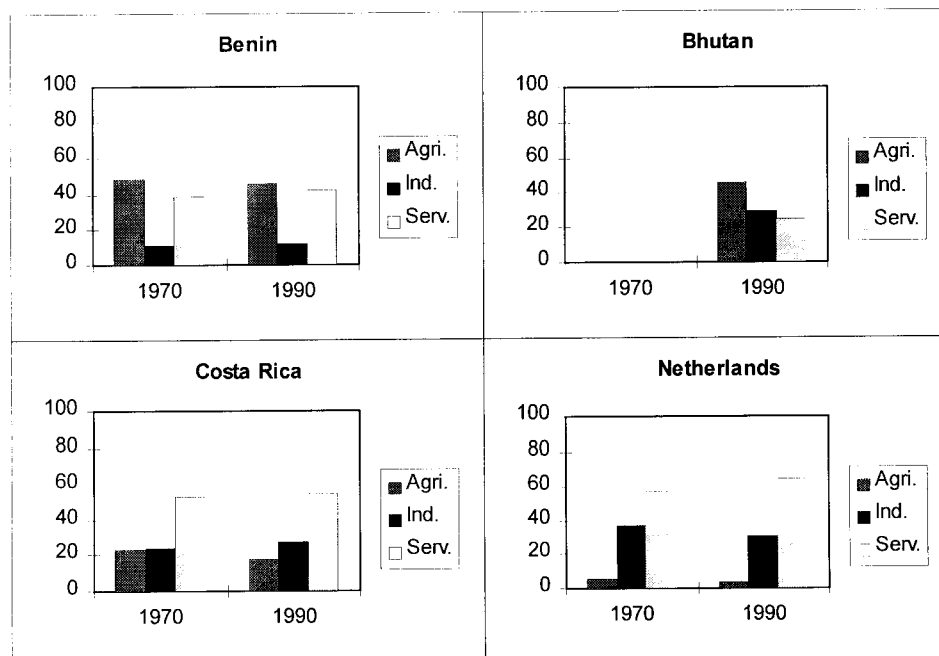 Benin
100
80
60
40
20
0
1970 1990
Agri.
Ind.
Serv.
Bhutan
100
80
60
40
20
0
1970 1990
Agri.
Ind.
Serv.
Costa Rica
100
80
60
40
20
0
1970 1990
Agri.
Ind.
Serv.
Netherlands
100
80
60
40
20
0
1970 1990
Agri.
Ind.
Serv.